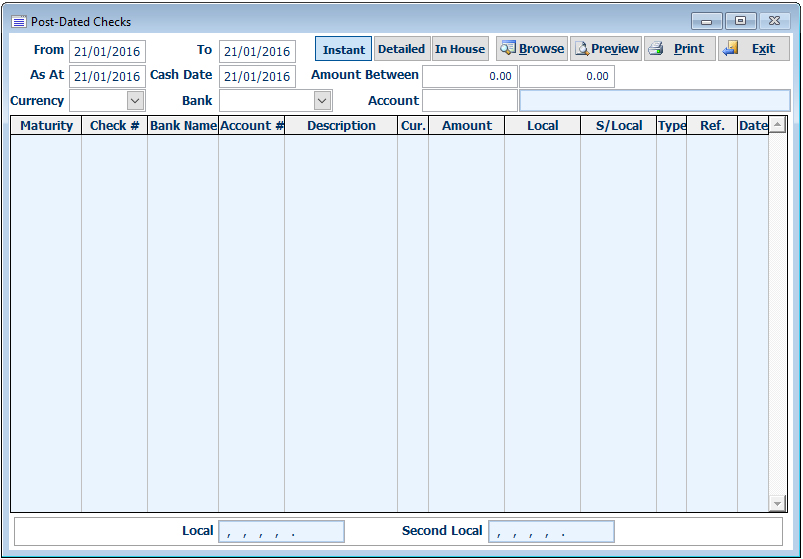 Post-Dated Checks
From 21/01/2016 To 21/01/2016 Instant Detailed In House Browse Preview Print Exit
As At 21/01/2016 Cash Date 21/01/2016 Amount Between 0.00 0.00
Currency Bank Account
Maturity Check # Bank Name Account # Description Cur. Amount Local S/Local Type Ref. Date
Local , , , , . Second Local , , , , .